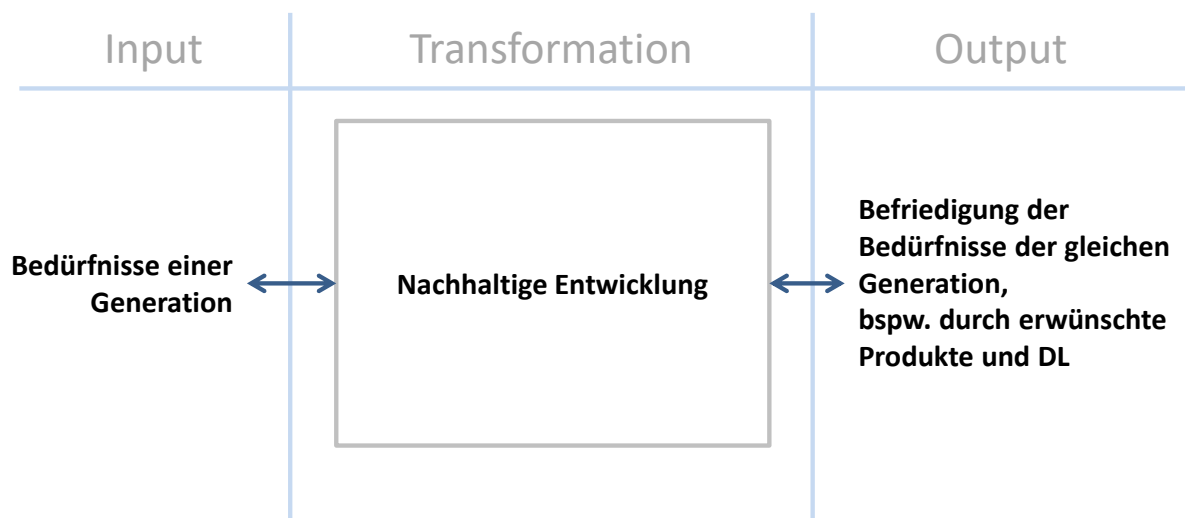 Input
Transformation
Output
Bedürfnisse einer
Generation
Nachhaltige Entwicklung
Befriedigung der
Bedürfnisse der gleichen
Generation,
bspw. durch erwünschte
Produkte und DL